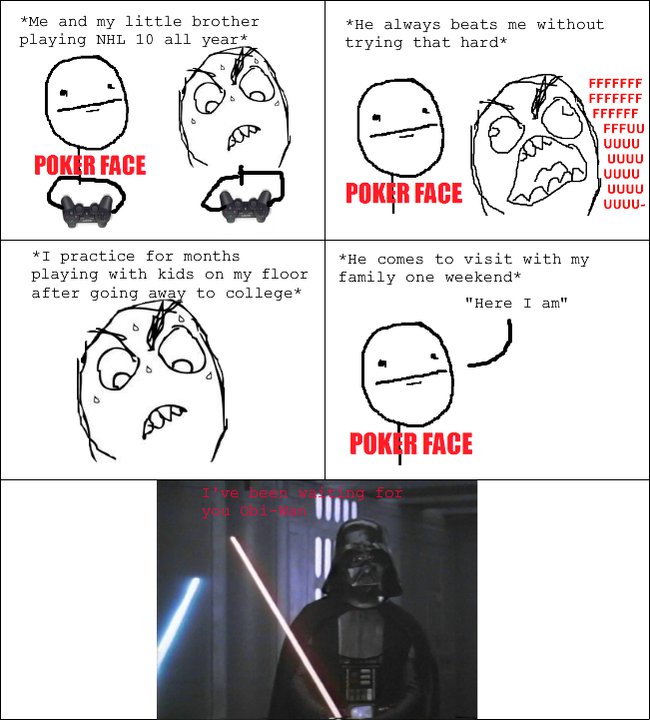 *Me and my little brother
playing NHL 10 all year*
POKER FACE
*He always beats me without
trying that hard*
POKER FACE
FFFFFFF
FFFFFFF
FFFFFF
FFFUU
UUUU
UUUU
UUUU
UUUU
UUUU-
*I practice for months
playing with kids on my floor
after going away to college*
*He comes to visit with my
family one weekend*
"Here I am"
POKER FACE
I've been waiting for
you Obi-Wan